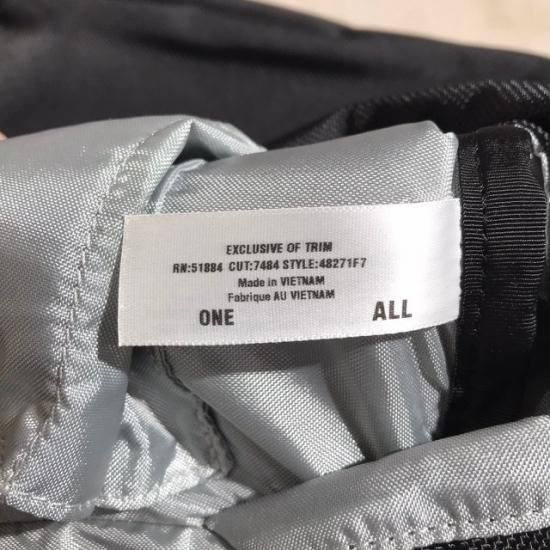 EXCLUSIVE OF TRIM
RN:51884 CUT:7484 STYLE:48271F7
Made in VIETNAM
Fabrique AU VIETNAM
ONE ALL